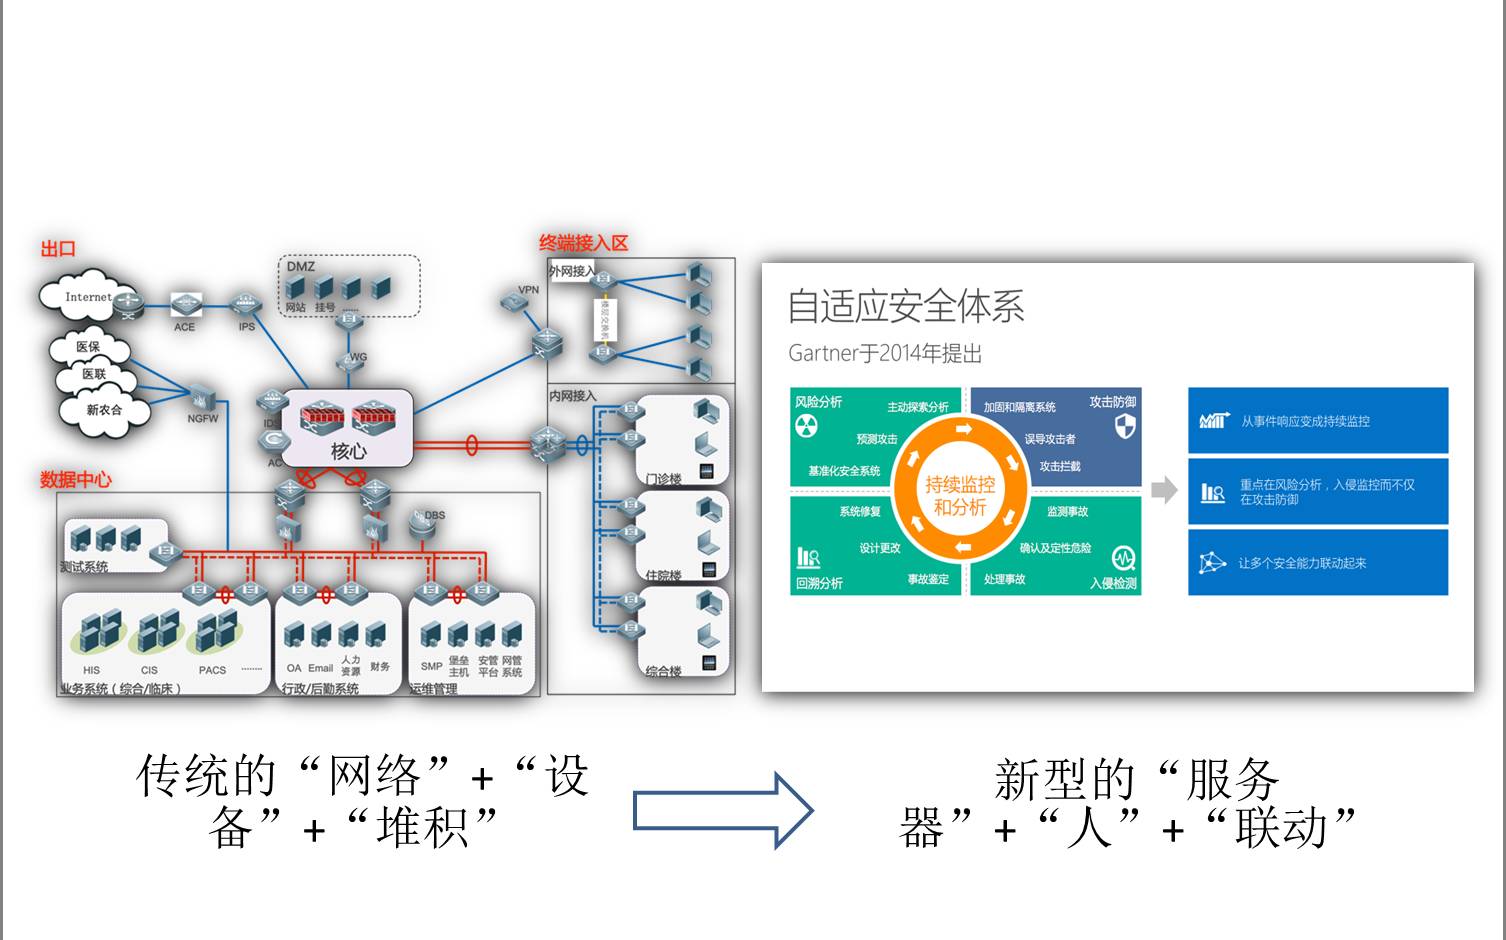 出口
Internet
ACE
IPS
医保
医联
新农合
NGFW
DMZ
网站
挂号
......
WG
VPN
IDS
AC
核心
终端接入区
外网接入
楼层交换机
内网接入
门诊楼
住院楼
综合楼
数据中心
DBS
测试系统
HIS
CIS
PACS
........
业务系统（综合/临床）
OA
Email
人力
资源
财务
行政/后勤系统
SMP
堡垒
主机
安管
平台
网管
系统
运维管理
自适应安全体系
Gartner于2014年提出
风险分析
主动探索分析
预测攻击
基准化安全系统
加固和隔离系统
攻击防御
误导攻击者
攻击拦截
持续监控
和分析
系统修复
设计更改
回溯分析
事故鉴定
监测事故
确认及定性危险
处理事故
入侵检测
从事件响应变成持续监控
重点在风险分析，入侵监控而不仅
在攻击防御
让多个安全能力联动起来
传统的“网络”+“设
备”+“堆积”
新型的“服务
器”+“人”+“联动”